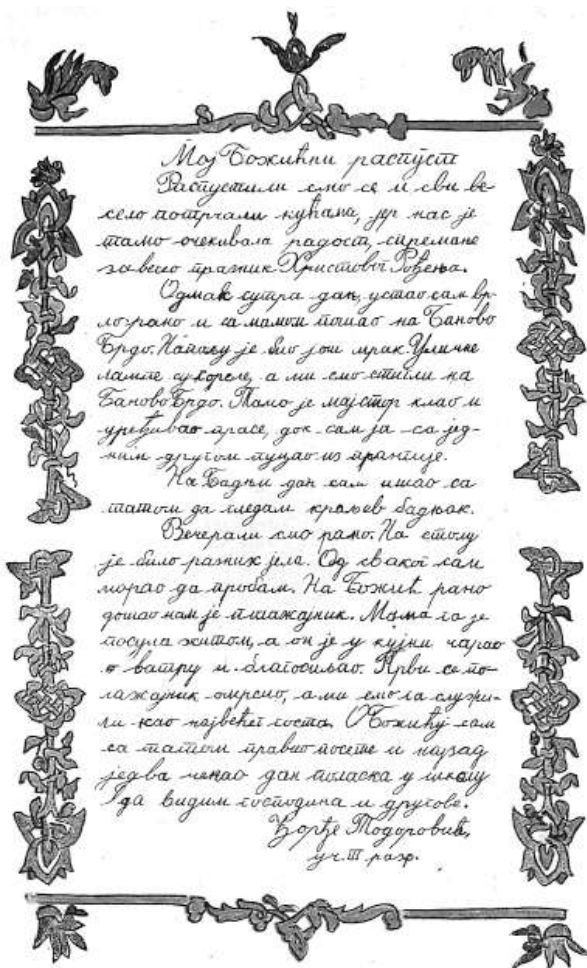 Мој Божићни распуст
Распустили смо се и сви ве-
село потрчали кућама, јер нас је
тамо очекивала радост, спремање
за весео празник Христовог Рођења.
Одмах сутра дан, устао сам вр-
ло рано и са мамом пошао на Баново
Брдо. Напољу је био још мрак. Уличне
лампе су гореле, а ми смо стигли на
Баново Брдо. Тамо је мајстор клао и
уређивао прасе, док сам ја са јед-
ним другом пуцао из прангије.
На Бадњи дан сам ишао са
татом да гледам краљев бадњак.
Вечерали смо рано. На столу
је било разних јела. Од сваког сам
морао да пробам. На Божић рано
дошао нам је полажајник. Мама га је
посула житом, а он је у кујни чарао
ватру и благосиљао. Први се по-
лажајник омрсио, а ми смо га служи-
ли као највећег госта. О Божићу сам
са татом правио посете и најзад
једва чекао дан поласка у школу
да видим господина и другове.
Ђорђе Тодоровић,
уч. III раз.